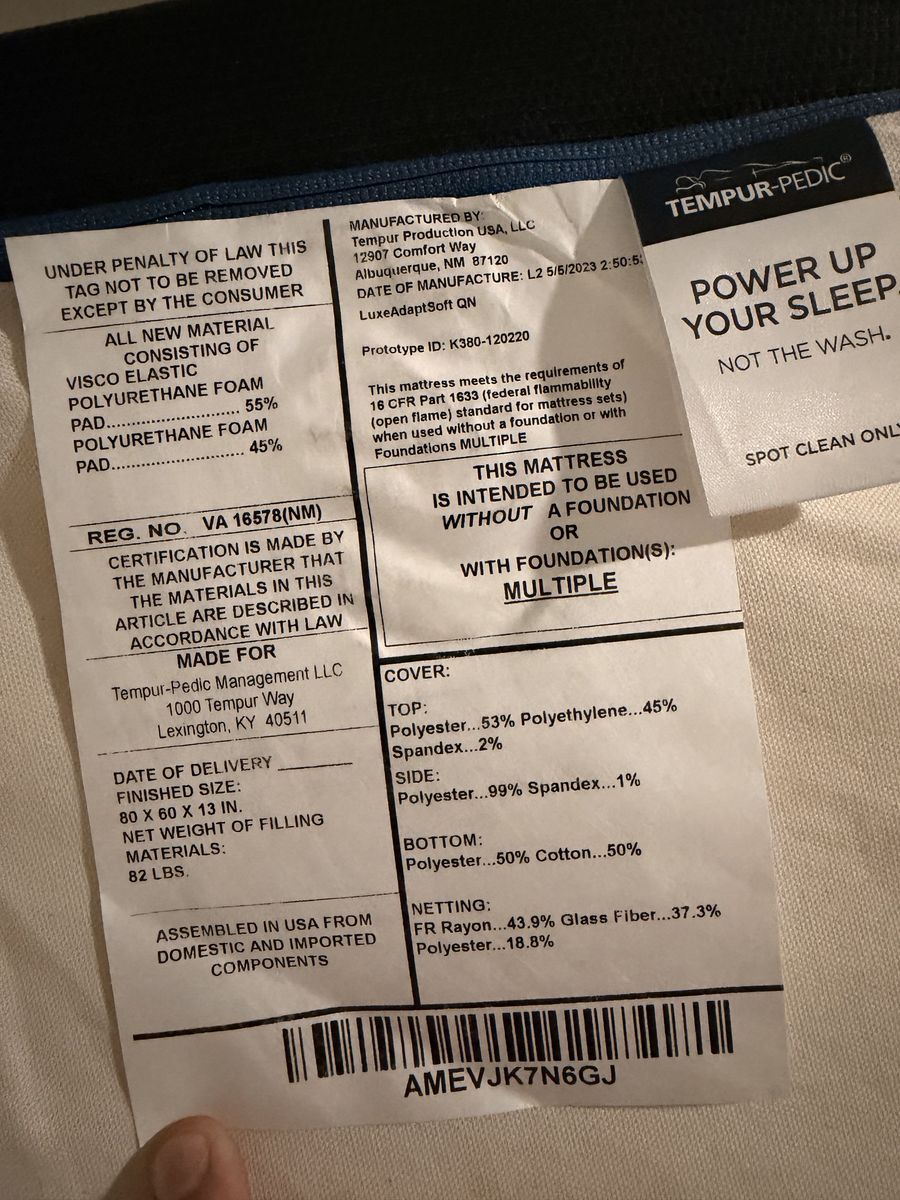 UNDER PENALTY OF LAW THIS
TAG NOT TO BE REMOVED
EXCEPT BY THE CONSUMER
ALL NEW MATERIAL
CONSISTING OF
VISCO ELASTIC
POLYURETHANE FOAM
PAD.......................... 55%
POLYURETHANE FOAM
PAD.......................... 45%
REG. NO. VA 16578(NM)
CERTIFICATION IS MADE BY
THE MANUFACTURER THAT
THE MATERIALS IN THIS
ARTICLE ARE DESCRIBED IN
ACCORDANCE WITH LAW
MADE FOR
Tempur-Pedic Management LLC
1000 Tempur Way
Lexington, KY 40511
DATE OF DELIVERY ________
FINISHED SIZE:
80 X 60 X 13 IN.
NET WEIGHT OF FILLING
MATERIALS:
82 LBS.
ASSEMBLED IN USA FROM
DOMESTIC AND IMPORTED
COMPONENTS
MANUFACTURED BY:
Tempur Production USA, LLC
12907 Comfort Way
Albuquerque, NM 87120
DATE OF MANUFACTURE: L2 5/5/2023 2:50:5
LuxeAdaptSoft QN
Prototype ID: K380-120220
This mattress meets the requirements of
16 CFR Part 1633 (federal flammability
(open flame) standard for mattress sets)
when used without a foundation or with
Foundations MULTIPLE
THIS MATTRESS
IS INTENDED TO BE USED
WITHOUT A FOUNDATION
OR
WITH FOUNDATION(S):
MULTIPLE
COVER:
TOP:
Polyester...53% Polyethylene...45%
Spandex...2%
SIDE:
Polyester...99% Spandex...1%
BOTTOM:
Polyester...50% Cotton...50%
NETTING:
FR Rayon...43.9% Glass Fiber...37.3%
Polyester...18.8%
AMEVJK7N6GJ
TEMPUR-PEDIC®
POWER UP
YOUR SLEEP.
NOT THE WASH.
SPOT CLEAN ONL